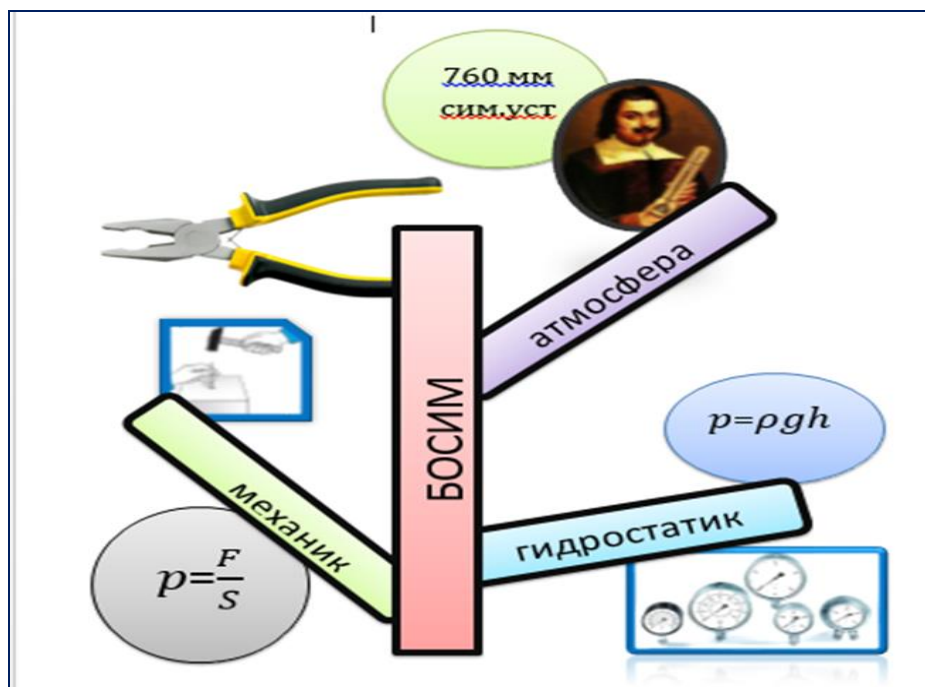 760 мм
сим.уст
атмосфера
БОСИМ
p=ρgh
механик
гидростатик
p=F/S